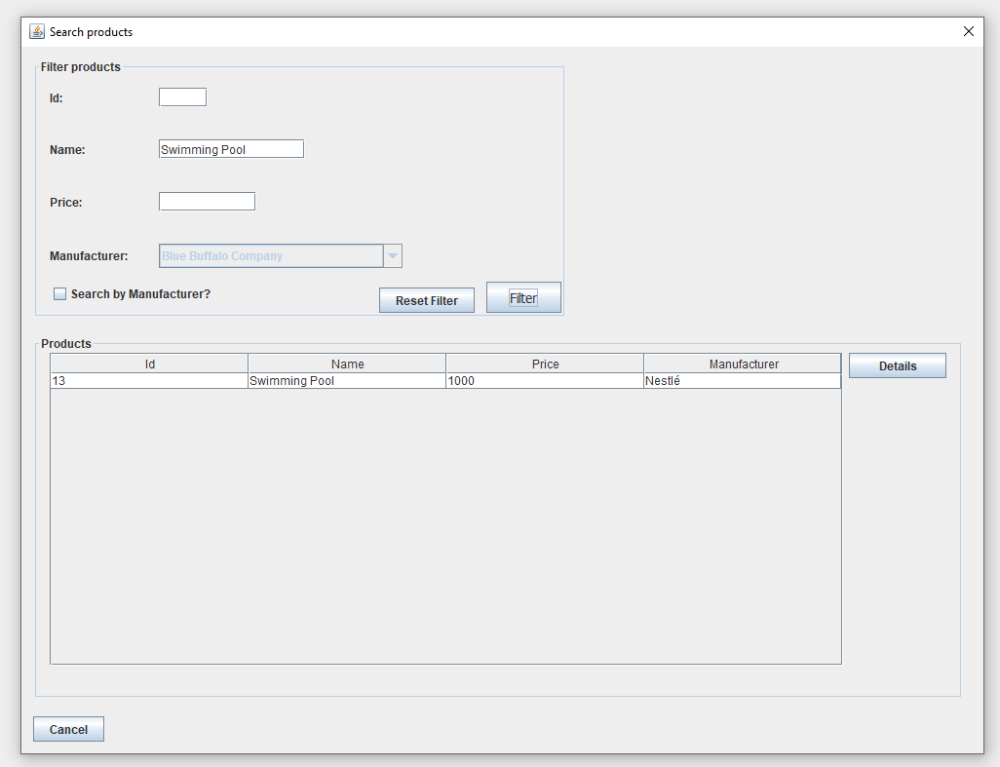 Search products
Filter products
Id:
Name: Swimming Pool
Price:
Manufacturer: Blue Buffalo Company
Search by Manufacturer? Reset Filter Filter
Products
Id Name Price Manufacturer Details
13 Swimming Pool 1000 Nestlé
Cancel